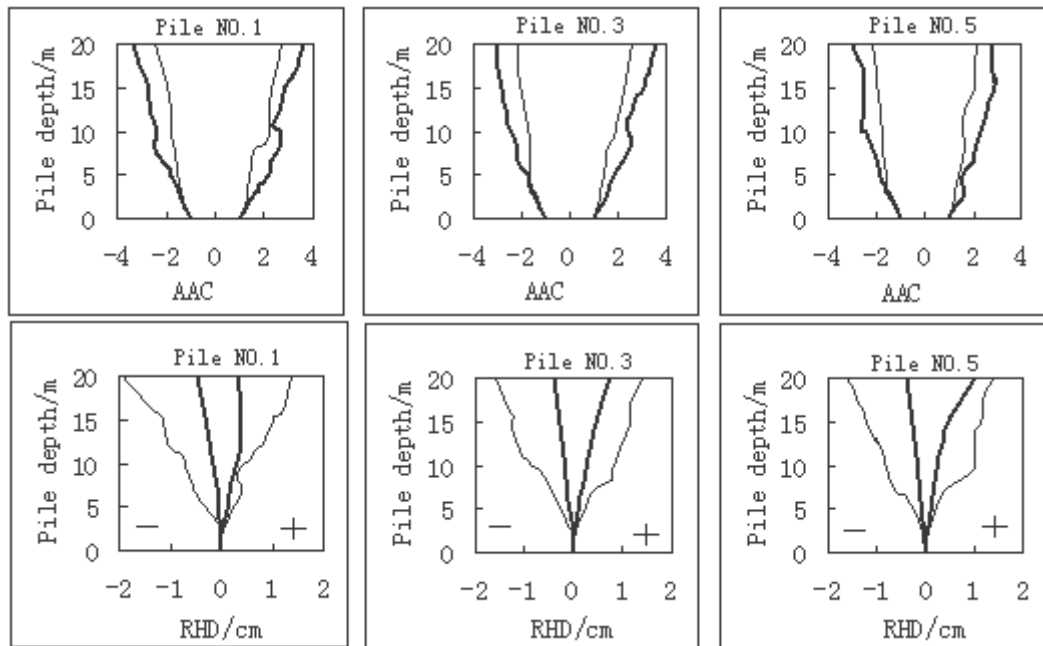 Pile NO.1
Pile depth/m
20
15
10
5
0
-4 -2 0 2 4
AAC
Pile NO.3
Pile depth/m
20
15
10
5
0
-4 -2 0 2 4
AAC
Pile NO.5
Pile depth/m
20
15
10
5
0
-4 -2 0 2 4
AAC
Pile NO.1
Pile depth/m
20
15
10
5
0
− +
-2 -1 0 1 2
RHD/cm
Pile NO.3
Pile depth/m
20
15
10
5
0
− +
-2 -1 0 1 2
RHD/cm
Pile NO.5
Pile depth/m
20
15
10
5
0
− +
-2 -1 0 1 2
RHD/cm